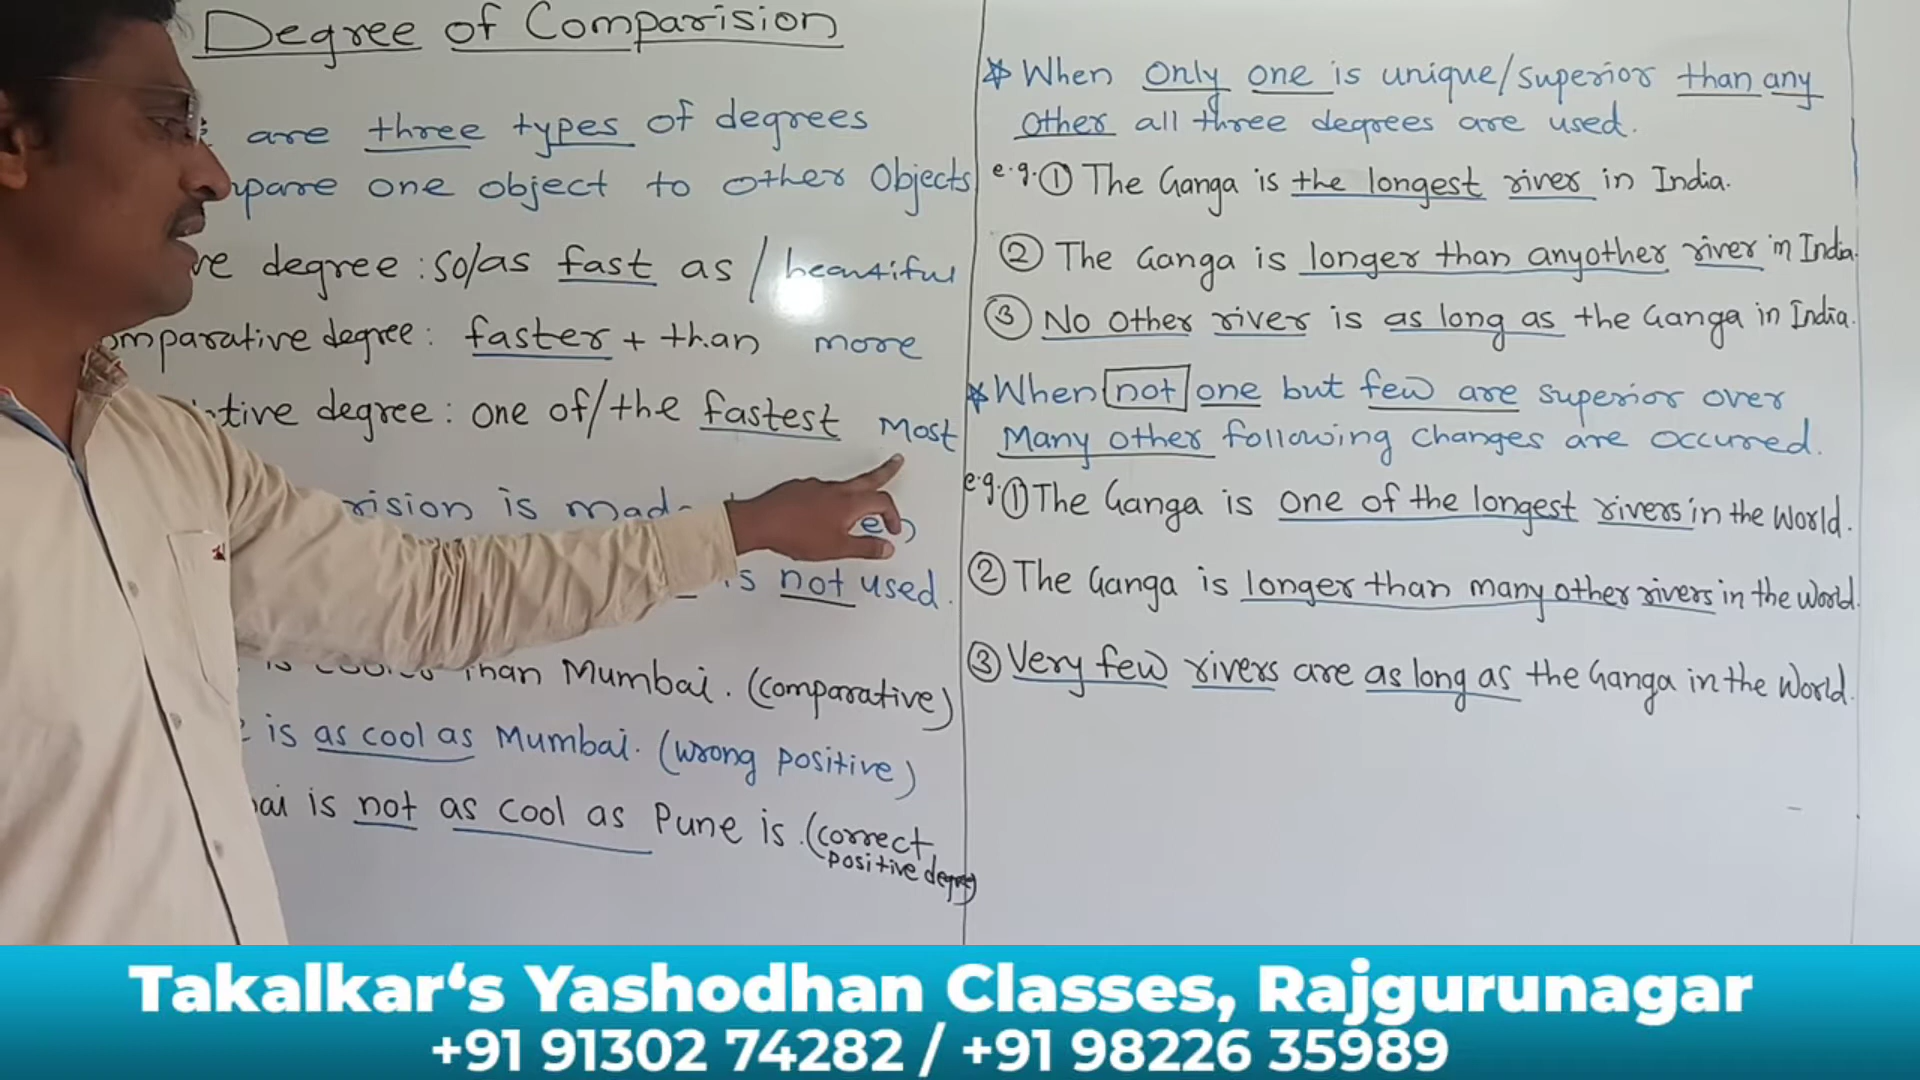 Degree of Comparision
are three types of degrees
one object to other Objects
degree : so/as fast as / beautiful
degree : faster + than more
degree : one of/the fastest Most
is
is not used.
than Mumbai. (comparative)
is as cool as Mumbai. (wrong positive)
is not as cool as Pune is. (correct
positive degree)
When only one is unique/superior than any
other all three degrees are used.
e.g. ① The Ganga is the longest river in India.
② The Ganga is longer than anyother river in India.
③ No other river is as long as the Ganga in India.
When not one but few are superior over
Many other following changes are occurred.
e.g. ① The Ganga is one of the longest rivers in the World.
② The Ganga is longer than many other rivers in the World.
③ Very few rivers are as long as the Ganga in the World.
Takalkar‘s Yashodhan Classes, Rajgurunagar
+91 91302 74282 / +91 98226 35989